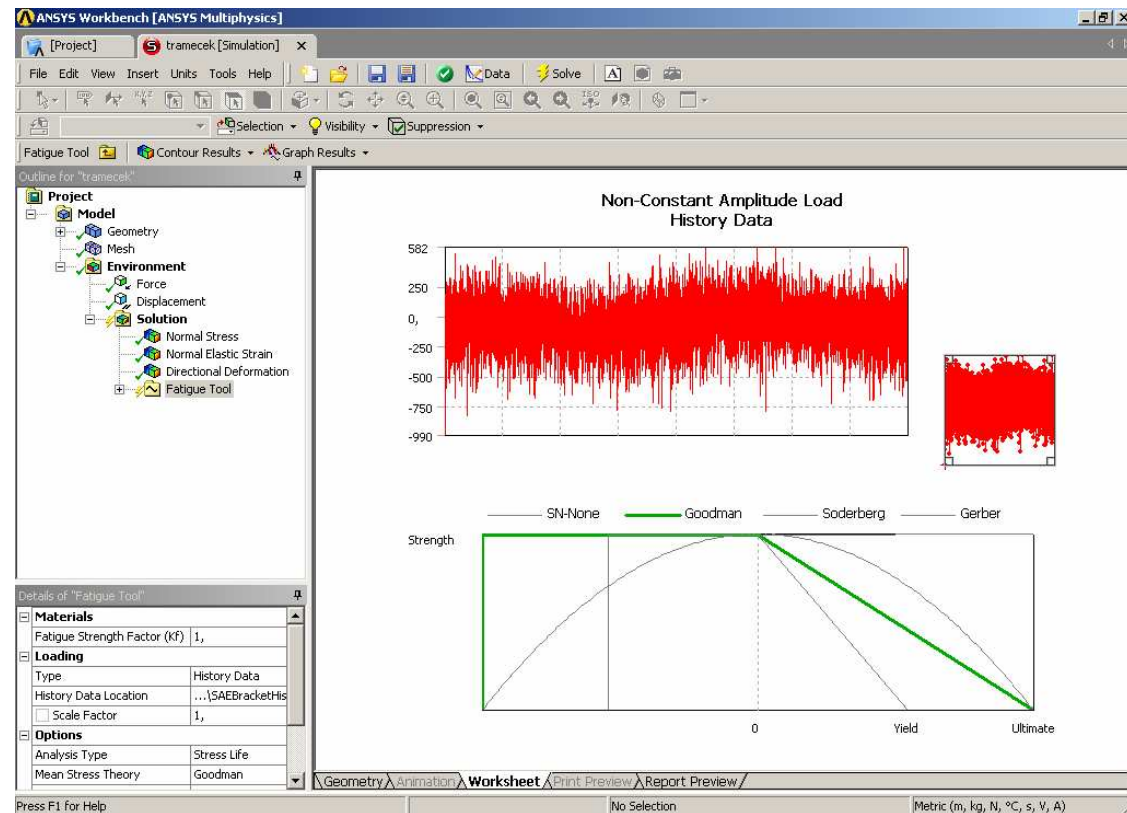 ANSYS Workbench [ANSYS Multiphysics]
[Project] tramecek [Simulation]
File Edit View Insert Units Tools Help Data Solve
Selection Visibility Suppression
Fatigue Tool Contour Results Graph Results
Outline for "tramecek"
Project
Model
Geometry
Mesh
Environment
Force
Displacement
Solution
Normal Stress
Normal Elastic Strain
Directional Deformation
Fatigue Tool
Non-Constant Amplitude Load
History Data
582
250
0,
-250
-500
-750
-990
SN-None Goodman Soderberg Gerber
Strength
0 Yield Ultimate
Details of "Fatigue Tool"
Materials
Fatigue Strength Factor (Kf) 1,
Loading
Type History Data
History Data Location ...\SAEBracketHis
Scale Factor 1,
Options
Analysis Type Stress Life
Mean Stress Theory Goodman
Geometry Animation Worksheet Print Preview Report Preview
Press F1 for Help No Selection Metric (m, kg, N, °C, s, V, A)